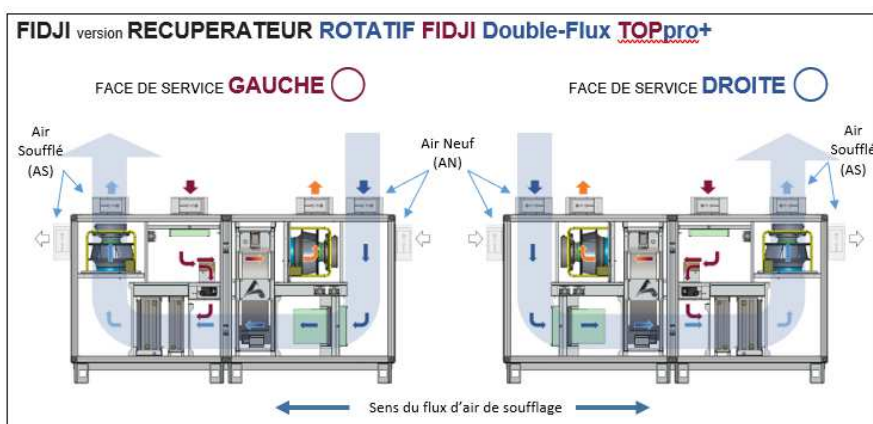 FIDJI version RECUPERATEUR ROTATIF FIDJI Double-Flux TOPpro+
FACE DE SERVICE GAUCHE
FACE DE SERVICE DROITE
Air
Soufflé
(AS)
Air Neuf
(AN)
Air
Soufflé
(AS)
Sens du flux d'air de soufflage